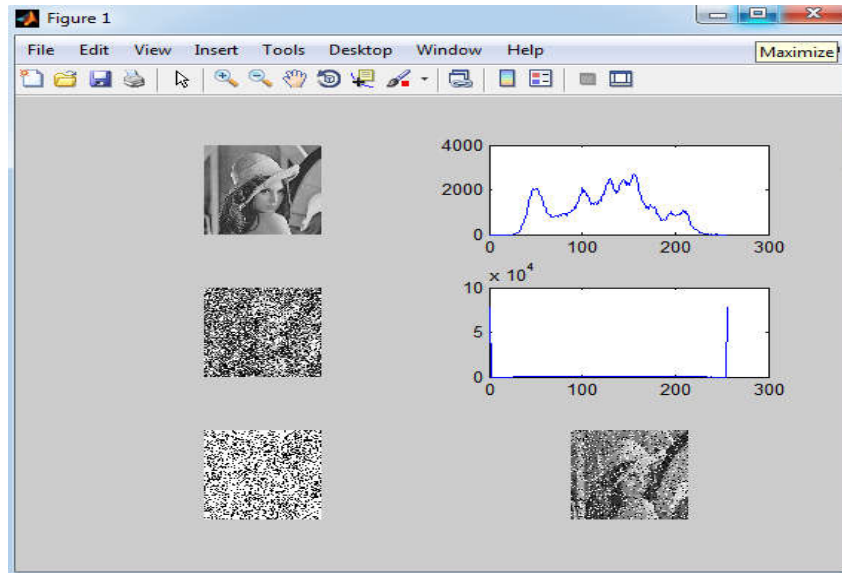 Figure 1
File Edit View Insert Tools Desktop Window Help
Maximize
4000
2000
0
0 100 200 300
x 10^4
10
5
0
0 100 200 300